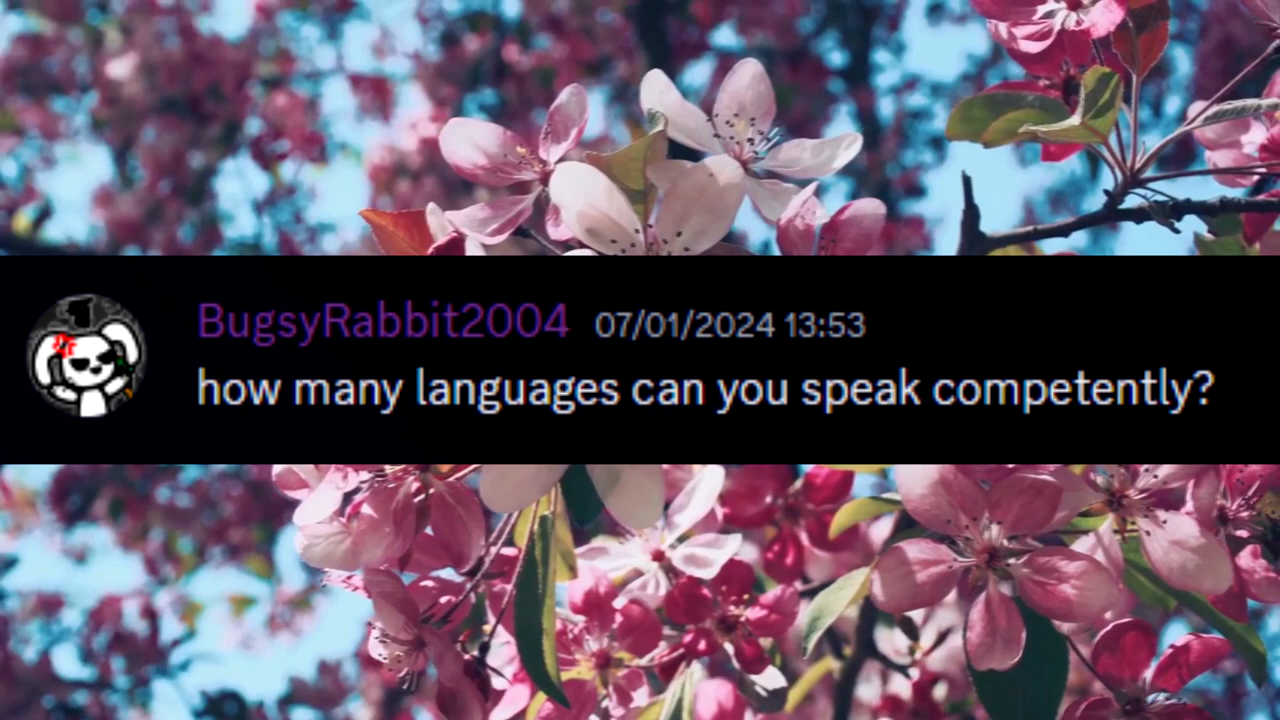 BugsyRabbit2004 07/01/2024 13:53
how many languages can you speak competently?